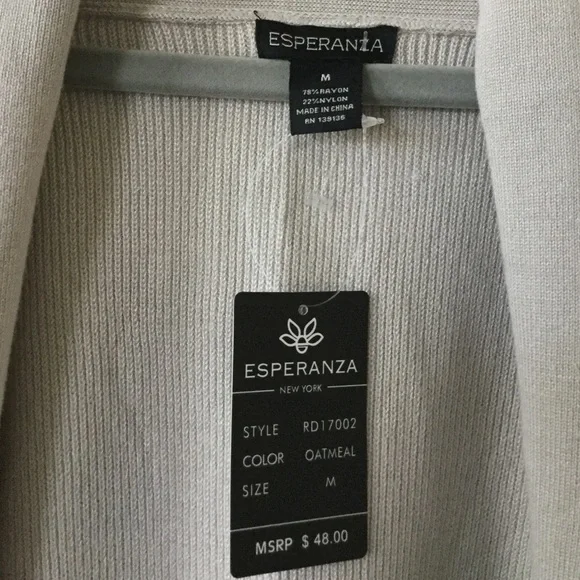 ESPERANZA
M
78%RAYON
22%NYLON
MADE IN CHINA
RN 139136
ESPERANZA
NEW YORK
STYLE RD17002
COLOR OATMEAL
SIZE M
MSRP $ 48.00